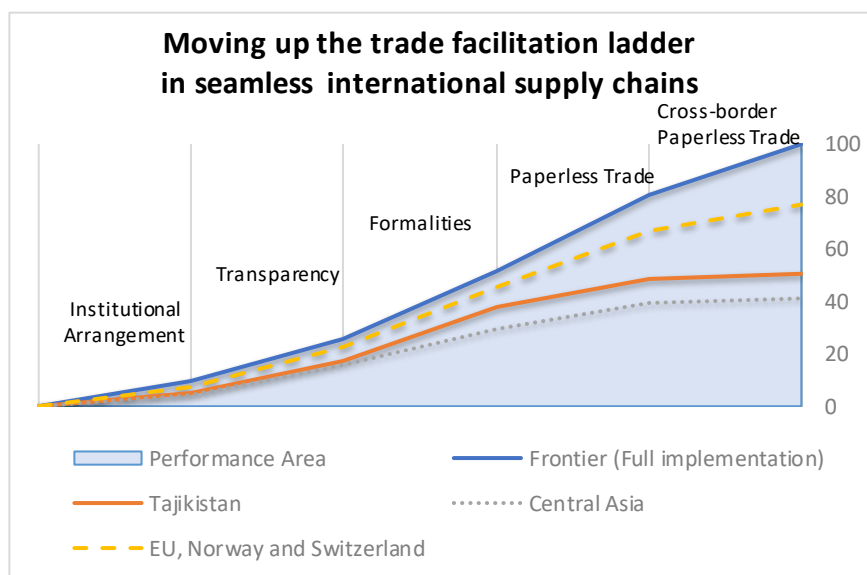 Moving up the trade facilitation ladder
in seamless international supply chains
Cross-border
Paperless Trade
100
Paperless Trade
80
Formalities
60
Transparency
40
Institutional
Arrangement
20
0
Performance Area
Frontier (Full implementation)
Tajikistan
Central Asia
EU, Norway and Switzerland